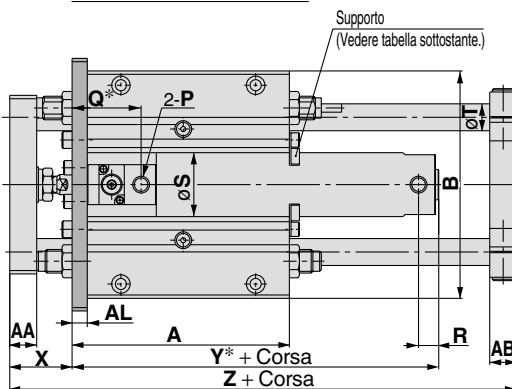 Supporto
(Vedere tabella sottostante.)
Q*
2-P
øT
øS
B
AA
AL
A
R
AB
X
Y* + Corsa
Z + Corsa